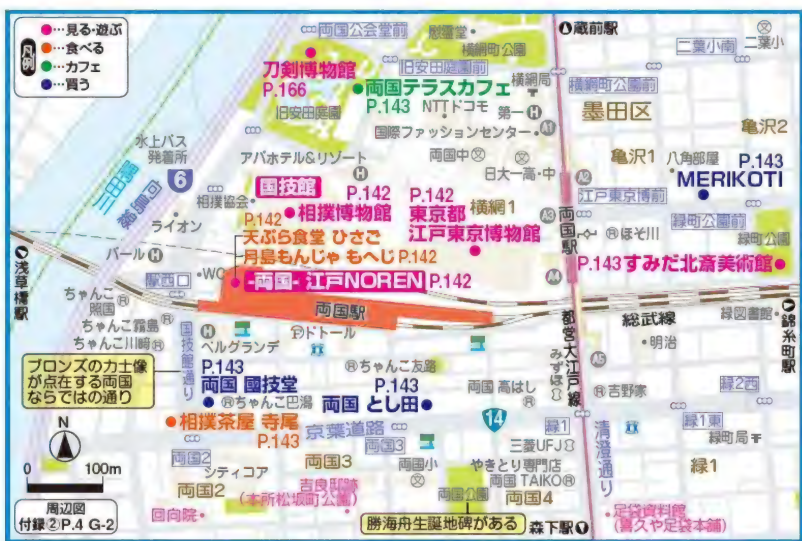 凡例
●…見る・遊ぶ
●…食べる
●…カフェ
●…買う
両国公会堂前
慰霊堂
横網町公園
蔵前駅
二葉小南
二葉小
刀剣博物館
P.166
旧安田庭園前
両国テラスカフェ
P.143
横網局
NTTドコモ
第一H
横網町公園前
墨田区
旧安田庭園
国際ファッションセンター
A1
亀沢2
水上バス
発着所
6
アパホテル&リゾート
H
両国中
日大一高・中
A2
亀沢1
八角部屋
P.143
MERIKOTI
国技館
相撲協会
P.142
相撲博物館
P.142
東京都
江戸東京博物館
横網1
A3
両国駅
江戸東京博前
緑町公園前
ほそ川
緑町公園
ライオン
P.142
天ぷら食堂 ひさご
月島もんじゃ もへじ P.142
パールH
WC
-両国- 江戸NOREN P.142
A4
P.143 すみだ北斎美術館
浅草橋駅
駅西口
両国駅
総武線
緑図書館
錦糸町駅
ちゃんこ
照国
ちゃんこ霧島
ちゃんこ川﨑
国技館通り
H
ベルグランデ
ドトール
都営大江戸線
みずほ
明治
A5
ブロンズの力士像
が点在する両国
ならではの通り
P.143
両国 國技堂
ちゃんこ友路
P.143
両国 とし田
ちゃんこ巴潟
両国 高はし
吉野家
緑2西
相撲茶屋 寺尾
P.143
京葉道路
14
緑1
清澄通り
緑1東
緑町局
N
0 100m
両国2
シティコア
両国3
両国3
両国小
三菱UFJ
やきとり専門店
両国 TAIKO
緑1
両国2
吉良邸跡
(本所松坂町公園)
両国公園
両国4
周辺図
付録②P.4 G-2
回向院
勝海舟生誕地碑がある
森下駅
足袋資料館
(喜久や足袋本舗)